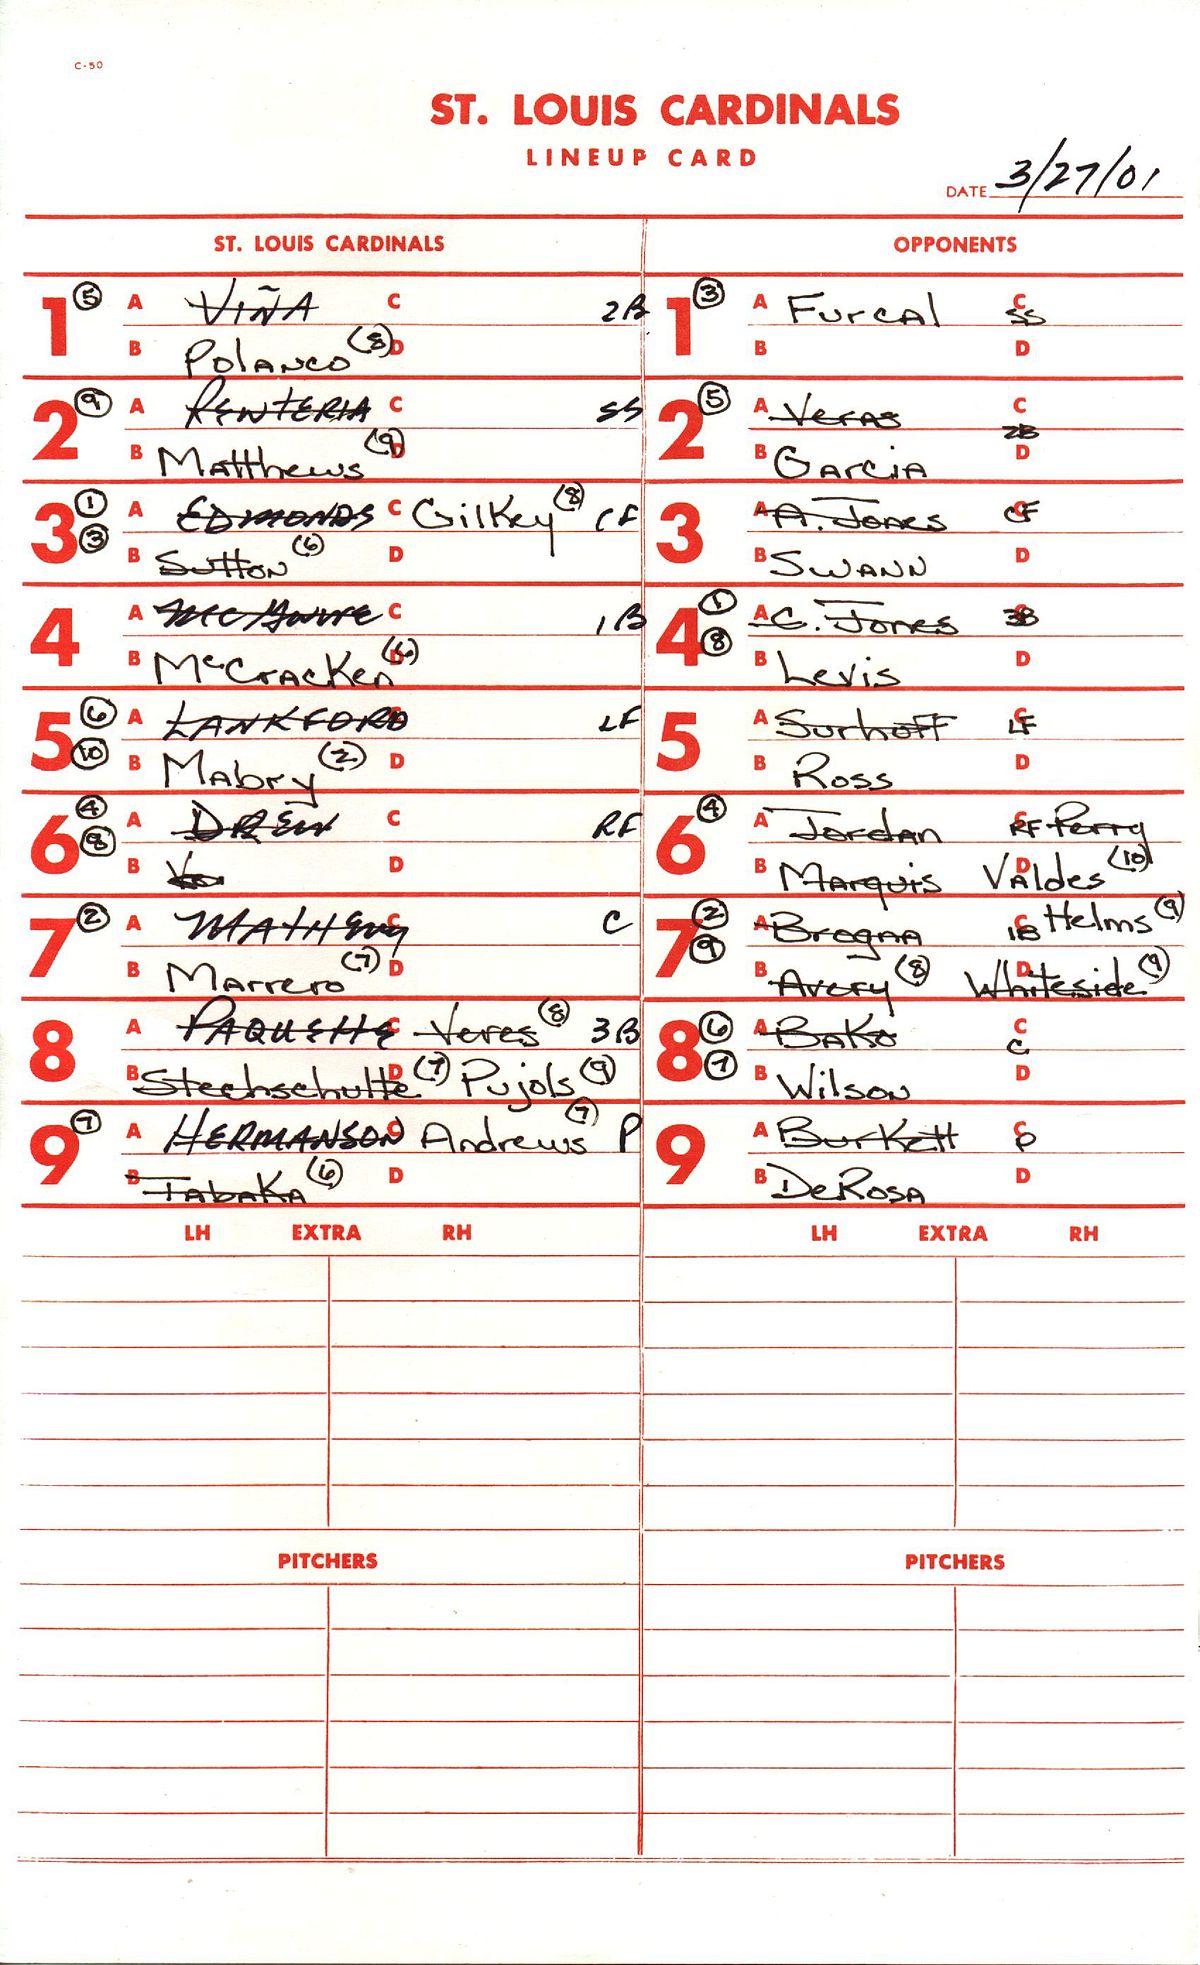 C-50
ST. LOUIS CARDINALS
LINEUP CARD
DATE 3/27/01
ST. LOUIS CARDINALS
1 (5) A VIÑA C 2B
B Polanco (8) D
2 (9) A RENTERIA C SS
B Matthews (9) D
3 (1) (3) A EDMONDS C Gilkey (8) CF
B Sutton (6) D
4 A McGwire C 1B
B McCracken (6) D
5 (6) (10) A LANKFORD C LF
B Mabry (2) D
6 (4) (8) A DREW C RF
B D
7 (2) A MATHENY C C
B Marrero (7) D
8 A PAQUETTE C Veres (8) 3B
B Stechschulte (7) D Pujols (9)
9 (7) A HERMANSON C Andrews (7) P
B Tabaka (6) D
LH EXTRA RH
PITCHERS
OPPONENTS
1 (3) A Furcal C SS
B D
2 (5) A Veras C 2B
B Garcia D
3 A A. Jones C CF
B Swann D
4 (1) (8) A C. Jones C 3B
B Levis D
5 A Surhoff C LF
B Ross D
6 (4) A Jordan C RF Perry
B Marquis D Valdes (10)
7 (2) (9) A Brogna C 1B Helms (9)
B Avery (8) D Whiteside (9)
8 (6) (7) A Bako C C
B Wilson D
9 A Burkett C P
B DeRosa D
LH EXTRA RH
PITCHERS